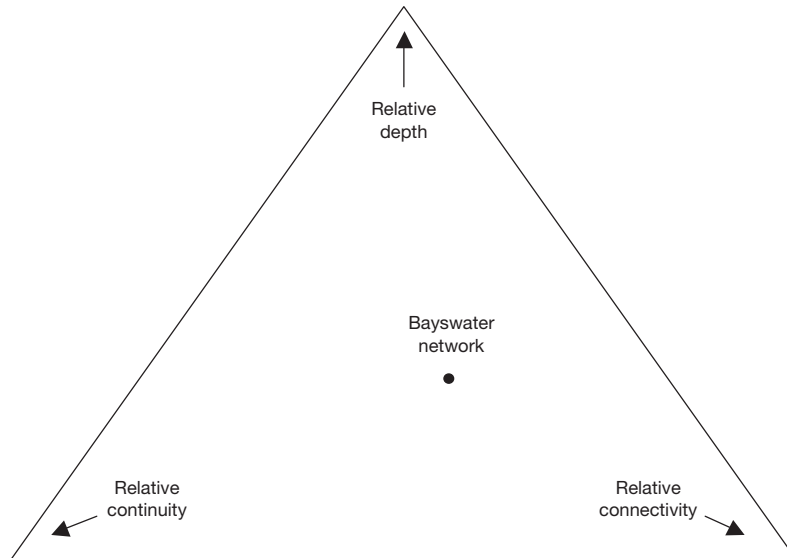 Relative
depth
Bayswater
network
Relative
continuity
Relative
connectivity